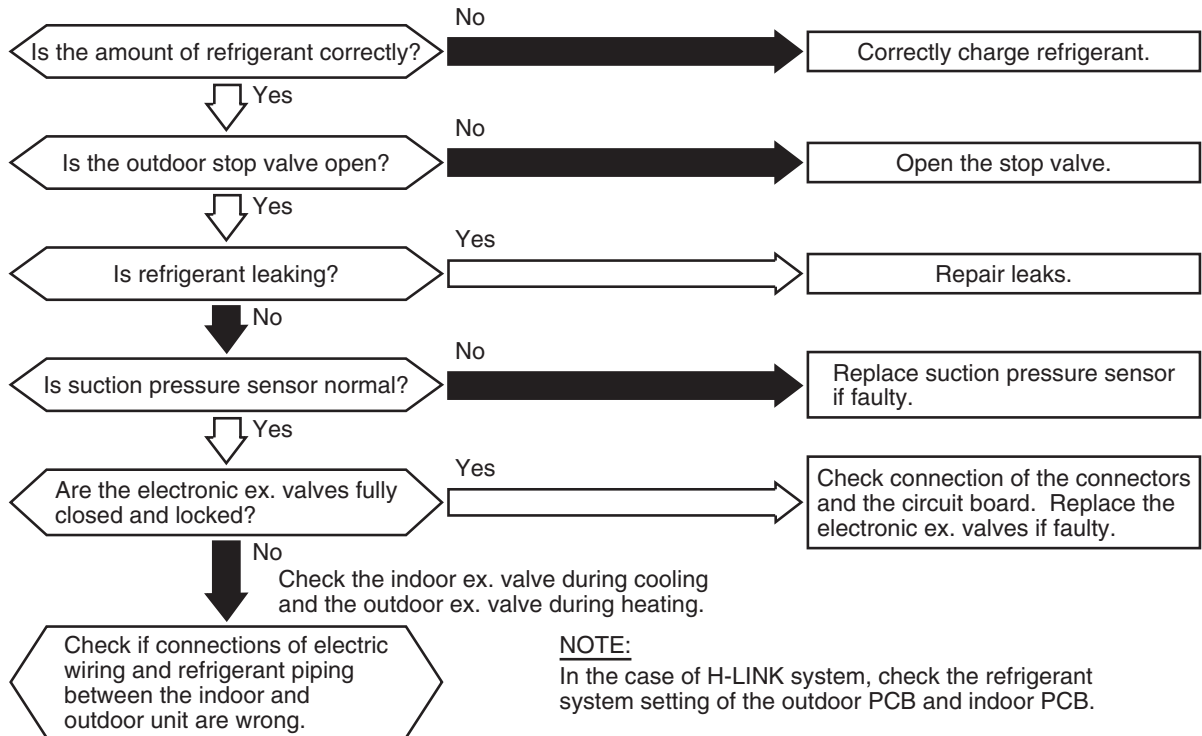 No
Is the amount of refrigerant correctly?
Correctly charge refrigerant.
Yes
No
Is the outdoor stop valve open?
Open the stop valve.
Yes
Yes
Is refrigerant leaking?
Repair leaks.
No
No
Is suction pressure sensor normal?
Replace suction pressure sensor
if faulty.
Yes
Yes
Are the electronic ex. valves fully
closed and locked?
Check connection of the connectors
and the circuit board. Replace the
electronic ex. valves if faulty.
No
Check the indoor ex. valve during cooling
and the outdoor ex. valve during heating.
Check if connections of electric
wiring and refrigerant piping
between the indoor and
outdoor unit are wrong.
NOTE:
In the case of H-LINK system, check the refrigerant
system setting of the outdoor PCB and indoor PCB.